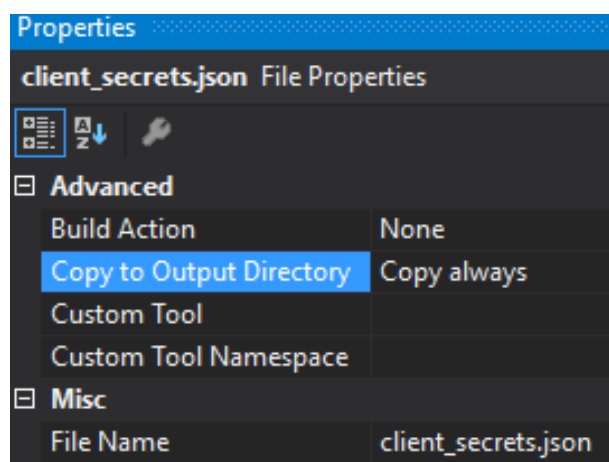 Properties
client_secrets.json File Properties
Advanced
Build Action None
Copy to Output Directory Copy always
Custom Tool
Custom Tool Namespace
Misc
File Name client_secrets.json